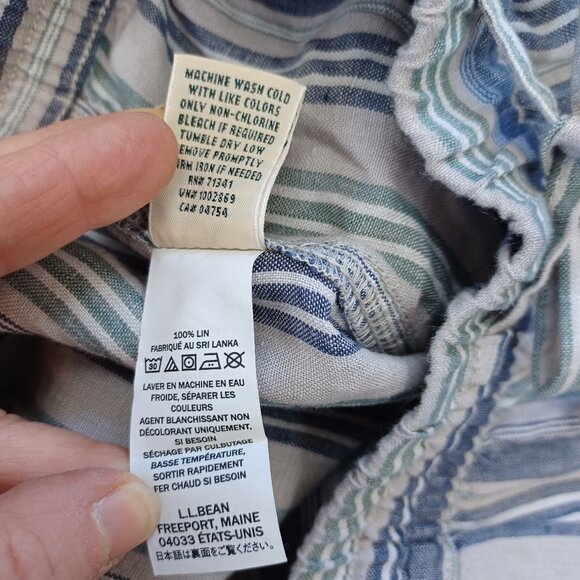 MACHINE WASH COLD
WITH LIKE COLORS
ONLY NON-CHLORINE
BLEACH IF REQUIRED
TUMBLE DRY LOW
REMOVE PROMPTLY
WARM IRON IF NEEDED
RN# 71341
VN# 1002869
CA# 04754
100% LIN
FABRIQUÉ AU SRI LANKA
30
LAVER EN MACHINE EN EAU
FROIDE, SÉPARER LES
COULEURS
AGENT BLANCHISSANT NON
DÉCOLORANT UNIQUEMENT,
SI BESOIN
SÉCHAGE PAR CULBUTAGE
BASSE TEMPÉRATURE,
SORTIR RAPIDEMENT
FER CHAUD SI BESOIN
L.L.BEAN
FREEPORT, MAINE
04033 ÉTATS-UNIS
日本語は裏面をご覧ください。